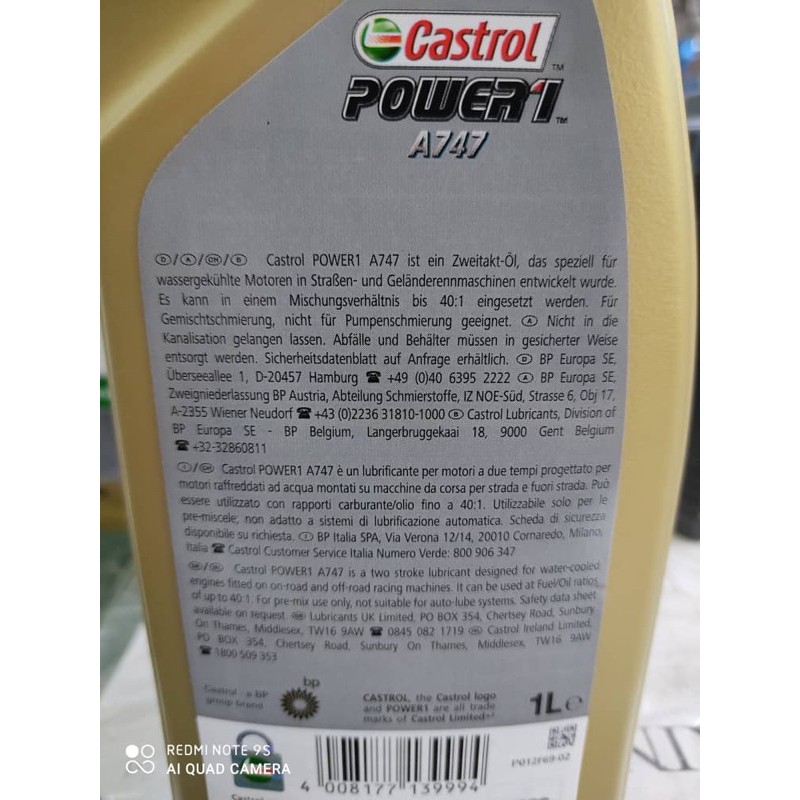 Castrol
POWER1
A747
D/A/CH/B Castrol POWER1 A747 ist ein Zweitakt-Öl, das speziell für
wassergekühlte Motoren in Straßen- und Geländerennmaschinen entwickelt wurde.
Es kann in einem Mischungsverhältnis bis 40:1 eingesetzt werden. Für
Gemischtschmierung, nicht für Pumpenschmierung geeignet. A Nicht in die
Kanalisation gelangen lassen. Abfälle und Behälter müssen in gesicherter Weise
entsorgt werden. Sicherheitsdatenblatt auf Anfrage erhältlich. D BP Europa SE,
Überseeallee 1, D-20457 Hamburg ☎ +49 (0)40 6395 2222 A BP Europa SE,
Zweigniederlassung BP Austria, Abteilung Schmierstoffe, IZ NOE-Süd, Strasse 6, Obj 17,
A-2355 Wiener Neudorf ☎ +43 (0)2236 31810-1000 B Castrol Lubricants, Division of
BP Europa SE - BP Belgium, Langerbruggekaai 18, 9000 Gent Belgium
☎ +32-32860811
I/CH Castrol POWER1 A747 è un lubrificante per motori a due tempi progettato per
motori raffreddati ad acqua montati su macchine da corsa per strada e fuori strada. Può
essere utilizzato con rapporti carburante/olio fino a 40:1. Utilizzabile solo per le
pre-miscele, non adatto a sistemi di lubrificazione automatica. Scheda di sicurezza
disponibile su richiesta. I BP Italia SPA, Via Verona 12/14, 20010 Cornaredo, Milano,
Italia ☎ Castrol Customer Service Italia Numero Verde: 800 906 347
Castrol POWER1 A747 is a two stroke lubricant designed for water-cooled
engines fitted on on-road and off-road racing machines. It can be used at Fuel/Oil ratios
of up to 40:1. For pre-mix use only, not suitable for auto-lube systems. Safety data sheet
available on request. Lubricants UK Limited, PO BOX 354, Chertsey Road, Sunbury
On Thames, Middlesex, TW16 9AW ☎ 0845 082 1719 Castrol Ireland Limited,
PO BOX 354, Chertsey Road, Sunbury On Thames, Middlesex, TW16 9AW
☎ 1800 509 353
Castrol - a BP
group brand
bp
CASTROL, the Castrol logo
and POWER1 are all trade
marks of Castrol Limited
1L e
P012F69-02
4 008177 139994
REDMI NOTE 9S
AI QUAD CAMERA